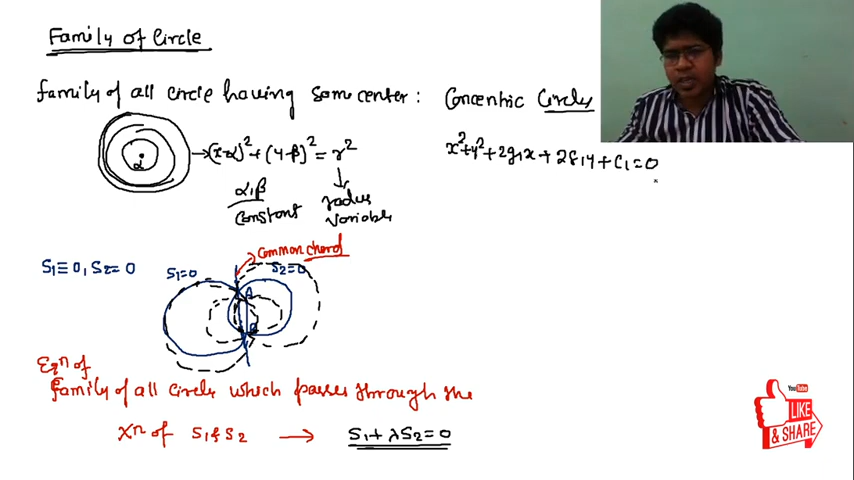 Family of Circle
Family of all circle having same center : Concentric Circles
(x-α)² + (y-β)² = r²
x²+y²+2g₁x+2f₁y+c₁=0
α
α,β
constant
radius
variable
common chord
S₁≡0, S₂=0
S₁=0
S₂=0
A
B
Eqⁿ of
Family of all circle which passes through the
Xⁿ of S₁ & S₂ → S₁+λS₂=0
YouTube
LIKE
& SHARE